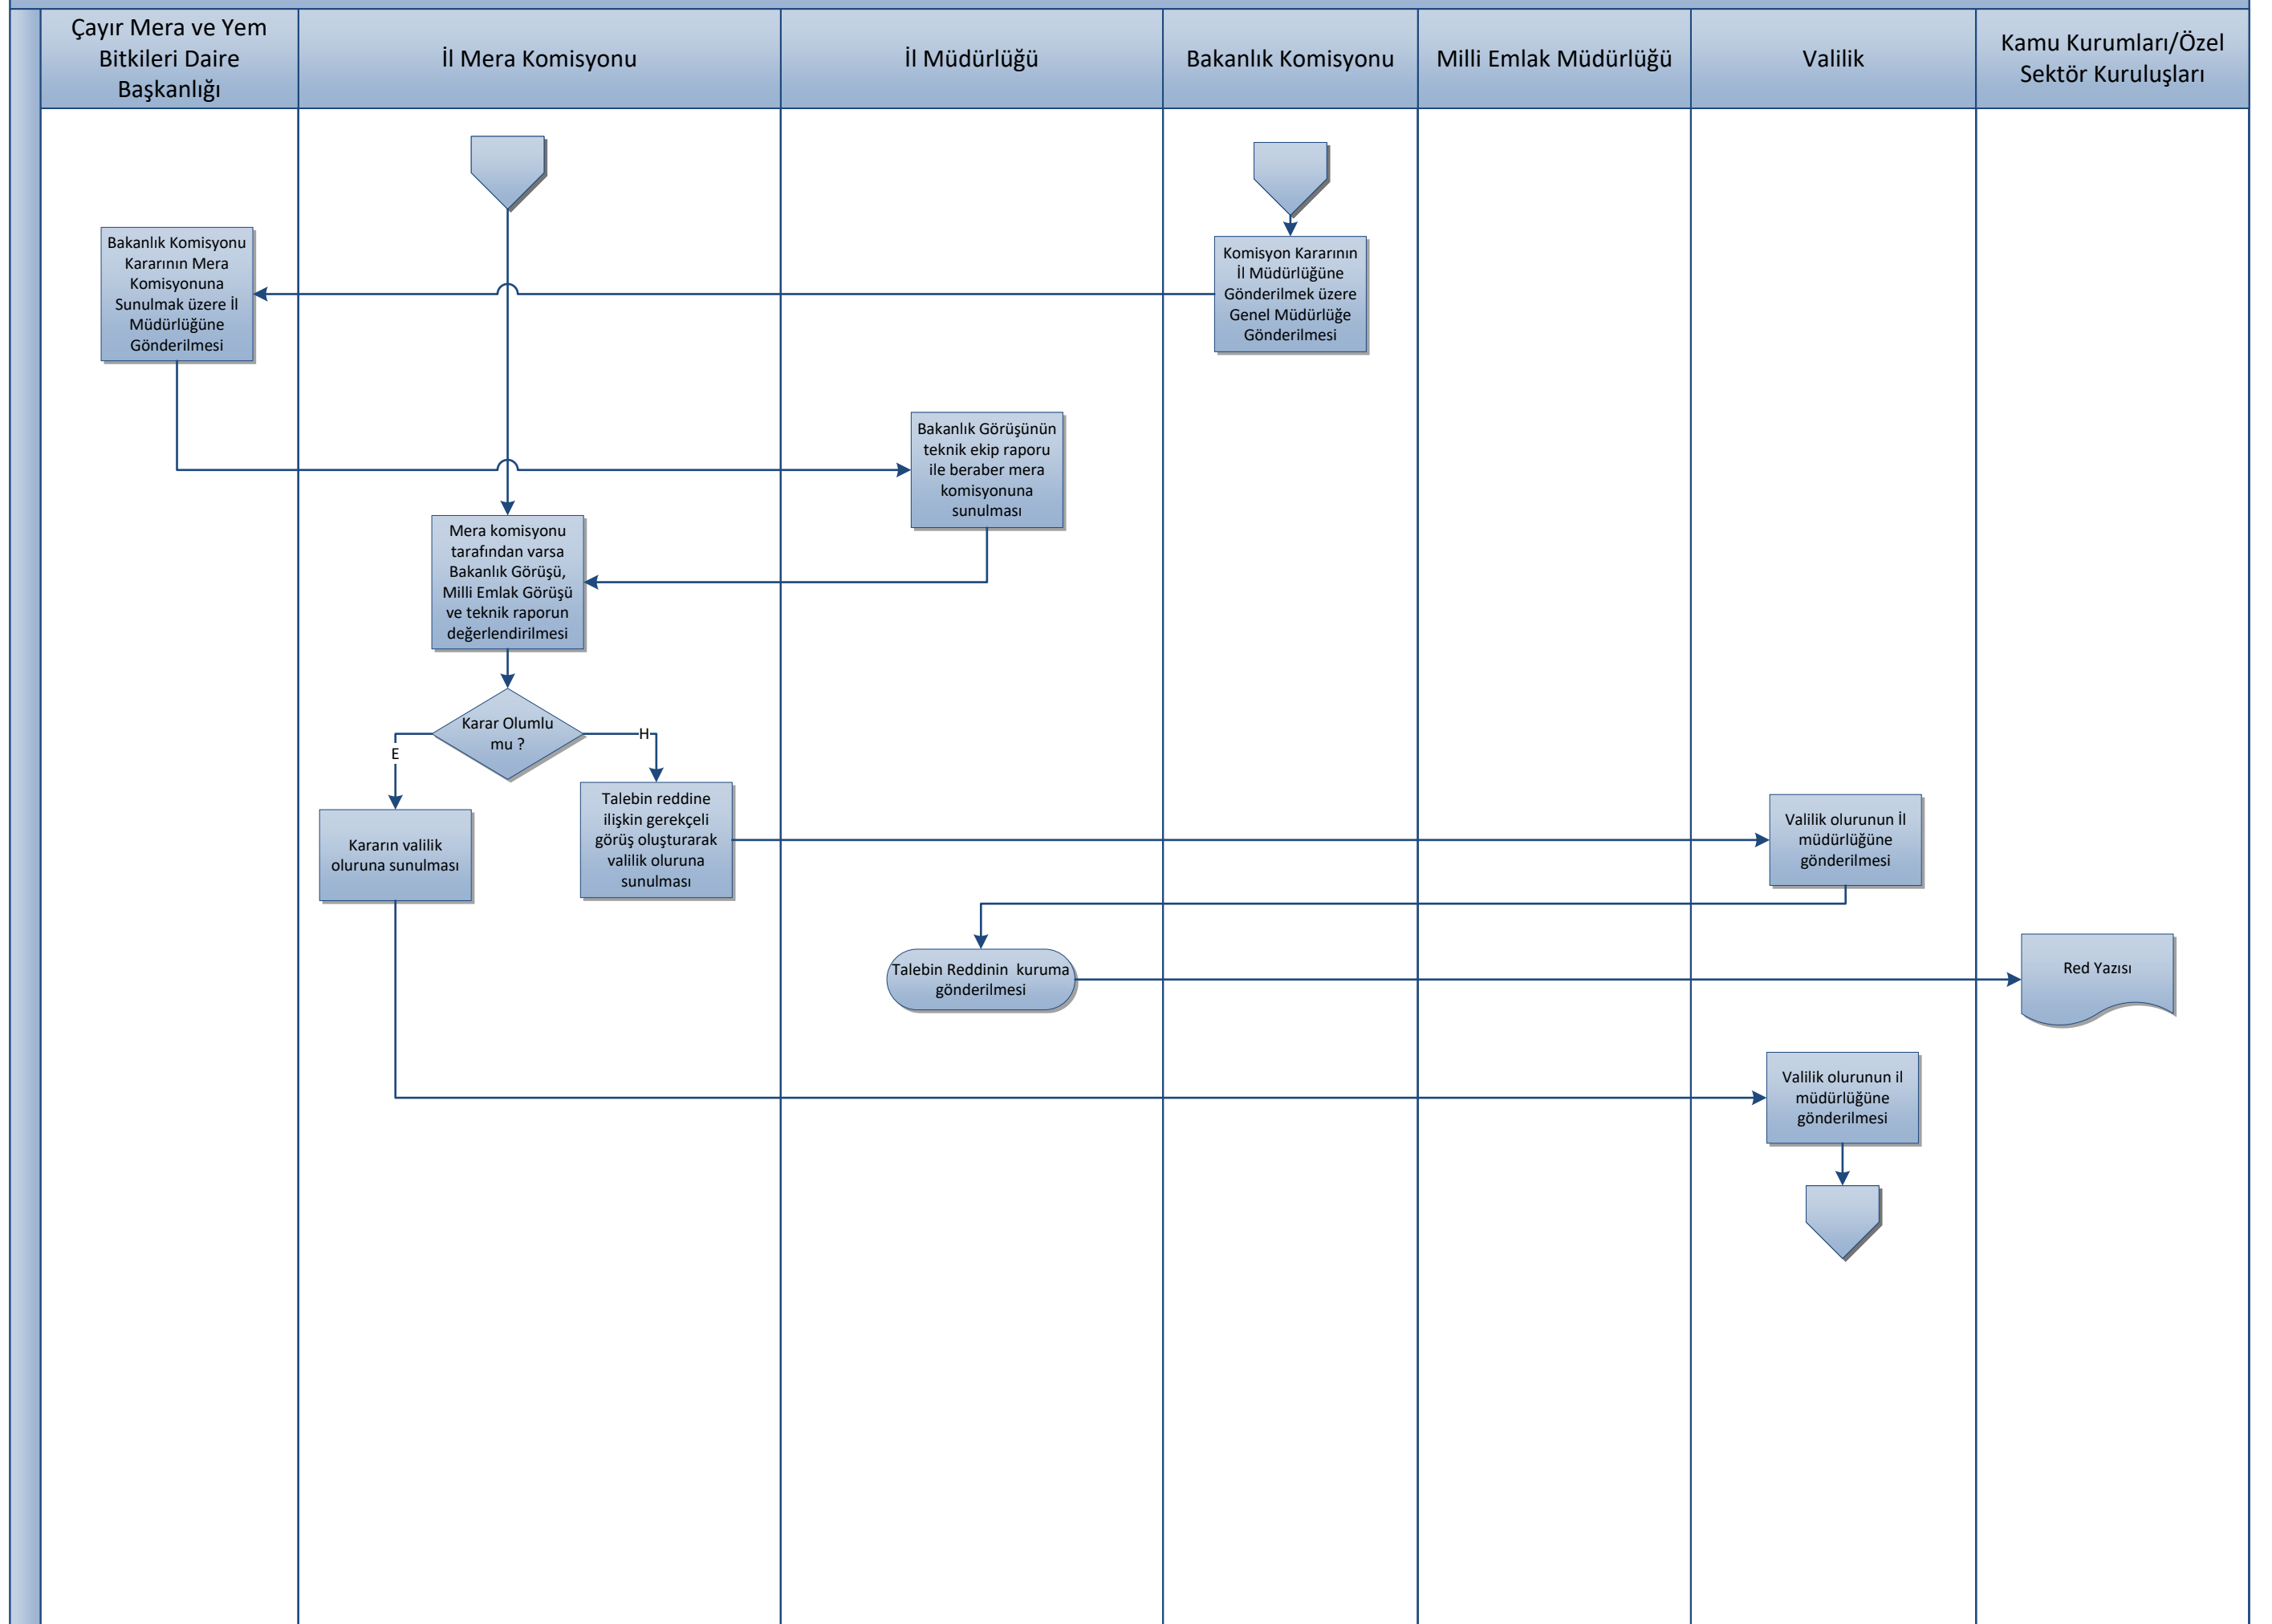 Çayır Mera ve Yem
Bitkileri Daire
Başkanlığı
İl Mera Komisyonu
İl Müdürlüğü
Bakanlık Komisyonu
Milli Emlak Müdürlüğü
Valilik
Kamu Kurumları/Özel
Sektör Kuruluşları
Bakanlık Komisyonu
Kararının Mera
Komisyonuna
Sunulmak üzere İl
Müdürlüğüne
Gönderilmesi
Komisyon Kararının
İl Müdürlüğüne
Gönderilmek üzere
Genel Müdürlüğe
Gönderilmesi
Bakanlık Görüşünün
teknik ekip raporu
ile beraber mera
komisyonuna
sunulması
Mera komisyonu
tarafından varsa
Bakanlık Görüşü,
Milli Emlak Görüşü
ve teknik raporun
değerlendirilmesi
Karar Olumlu
mu ?
E
H
Kararın valilik
oluruna sunulması
Talebin reddine
ilişkin gerekçeli
görüş oluşturarak
valilik oluruna
sunulması
Valilik olurunun İl
müdürlüğüne
gönderilmesi
Talebin Reddinin  kuruma
gönderilmesi
Red Yazısı
Valilik olurunun il
müdürlüğüne
gönderilmesi